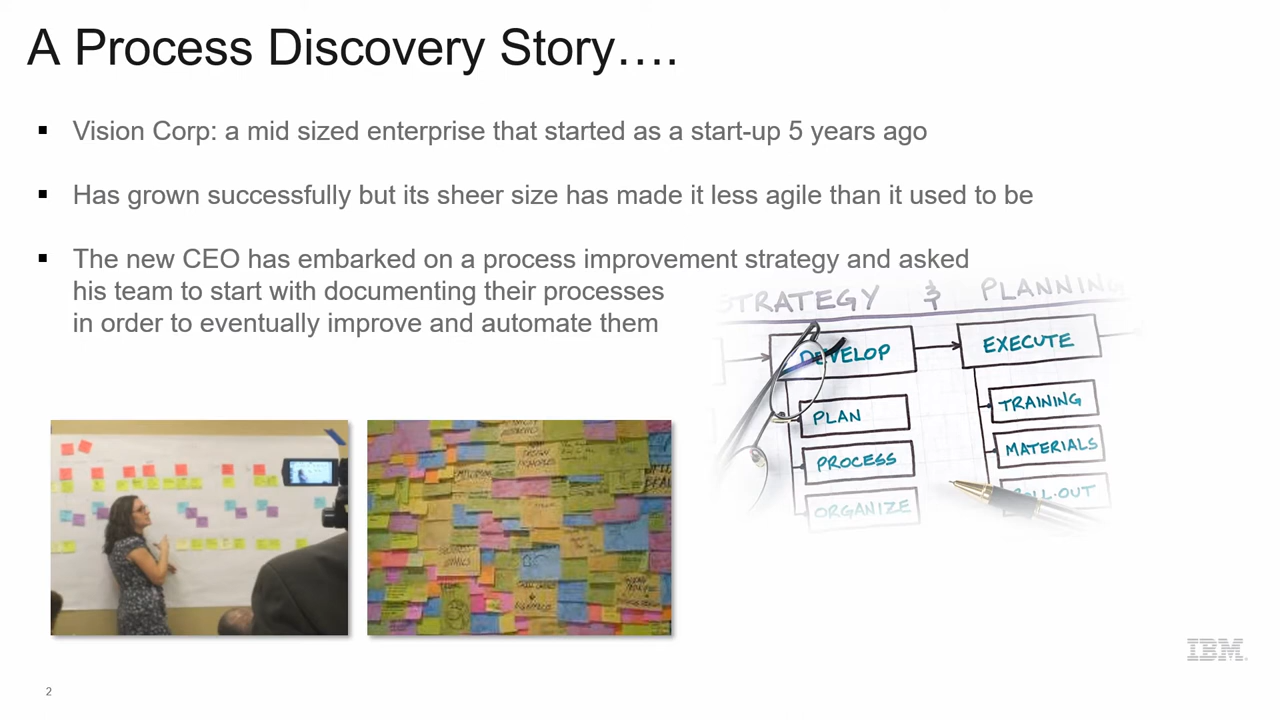 A Process Discovery Story….
▪ Vision Corp: a mid sized enterprise that started as a start-up 5 years ago
▪ Has grown successfully but its sheer size has made it less agile than it used to be
▪ The new CEO has embarked on a process improvement strategy and asked
his team to start with documenting their processes
in order to eventually improve and automate them
STRATEGY & PLANNING
DEVELOP
EXECUTE
PLAN
TRAINING
PROCESS
MATERIALS
ORGANIZE
IBM
2